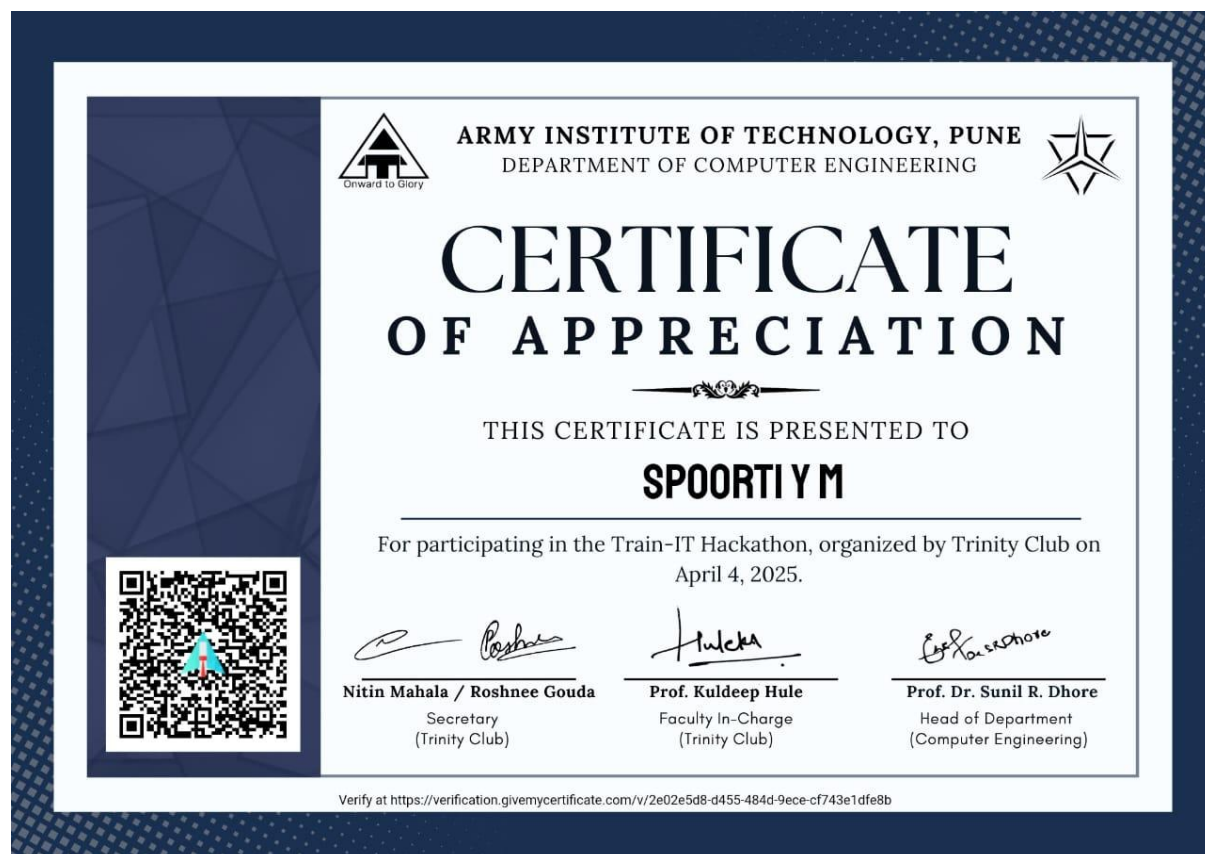 Onward to Glory
ARMY INSTITUTE OF TECHNOLOGY, PUNE
DEPARTMENT OF COMPUTER ENGINEERING
CERTIFICATE
OF APPRECIATION
THIS CERTIFICATE IS PRESENTED TO
SPOORTI Y M
For participating in the Train-IT Hackathon, organized by Trinity Club on
April 4, 2025.
Nitin Mahala / Roshnee Gouda
Secretary
(Trinity Club)
Prof. Kuldeep Hule
Faculty In-Charge
(Trinity Club)
Prof. Dr. Sunil R. Dhore
Head of Department
(Computer Engineering)
Verify at https://verification.givemycertificate.com/v/2e02e5d8-d455-484d-9ece-cf743e1dfe8b